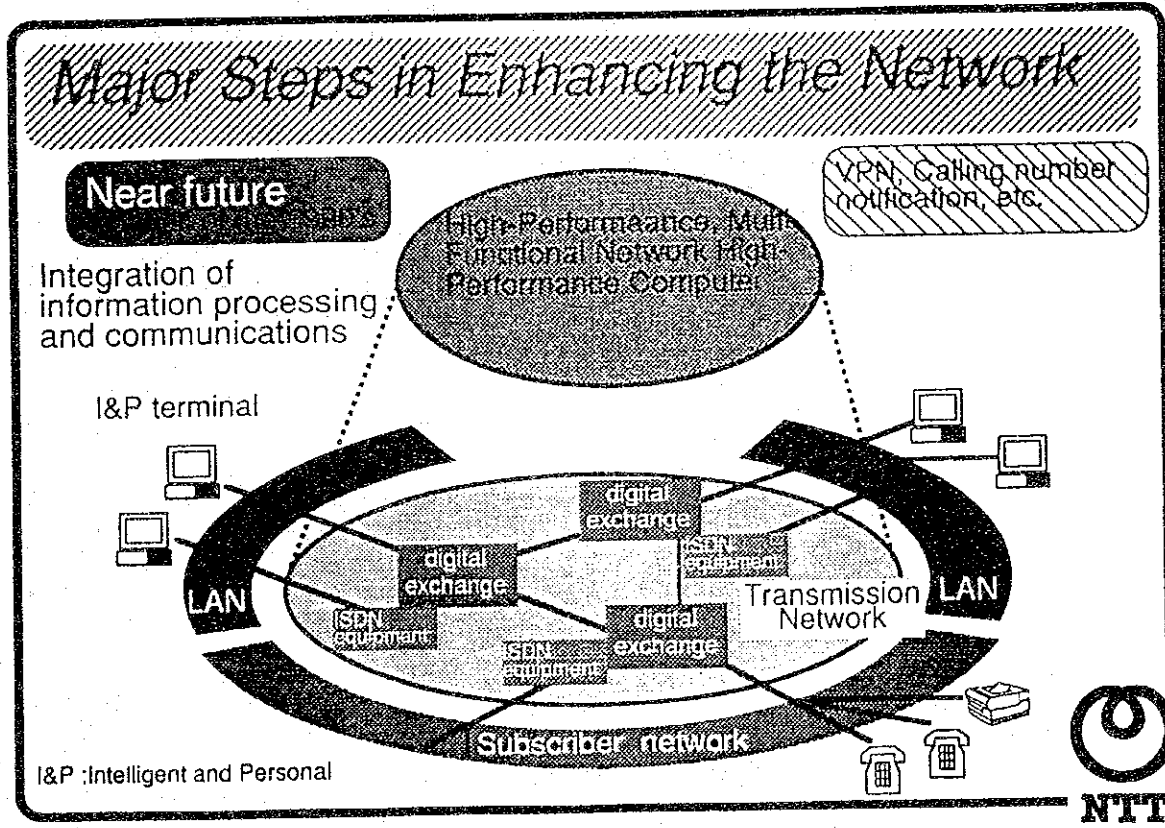 Major Steps in Enhancing the Network
Near future
VPN, Calling number
notification, etc.
High-Performaance, Multi-
Functional Network High-
Performance Computer
Integration of
information processing
and communications
I&P terminal
digital
exchange
ISDN
equipment
digital
exchange
LAN
Transmission
Network
LAN
ISDN
equipmant
digital
exchange
ISDN
equipment
Subscriber network
I&P :Intelligent and Personal
NTT